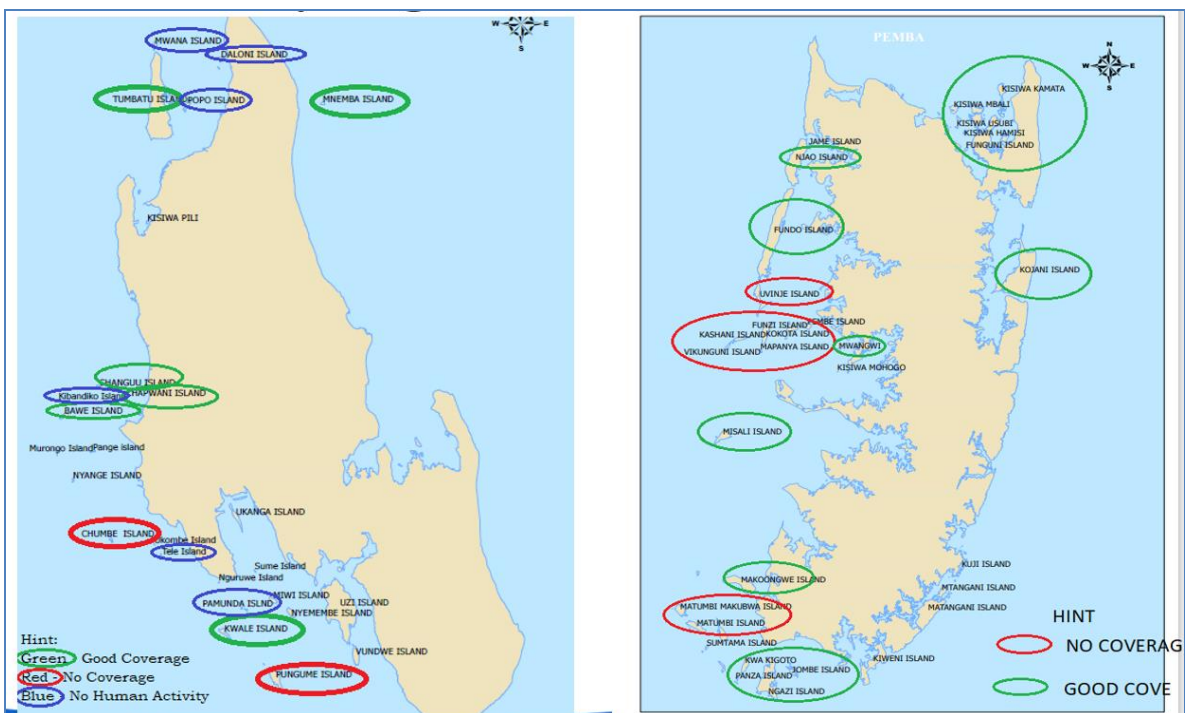 W E
S
MWANA ISLAND
DALONI ISLAND
TUMBATU ISLAND
POPO ISLAND
MNEMBA ISLAND
KISIWA PILI
CHANGUU ISLAND
Kibandiko Island
CHAPWANI ISLAND
BAWE ISLAND
Murongo Island
Pange island
NYANGE ISLAND
UKANGA ISLAND
CHUMBE ISLAND
Ukombe Island
Tele Island
Sume Island
Nguruwe Island
PAMUNDA ISLND
MIWI ISLAND
UZI ISLAND
NYEMEMBE ISLAND
KWALE ISLAND
VUNDWE ISLAND
PUNGUME ISLAND
Hint:
Green - Good Coverage
Red - No Coverage
Blue - No Human Activity
PEMBA
N
W E
S
KISIWA KAMATA
KISIWA MBALI
KISIWA USUBI
KISIWA HAMISI
FUNGUNI ISLAND
JAME ISLAND
NJAO ISLAND
FUNDO ISLAND
KOJANI ISLAND
UVINJE ISLAND
FUNZI ISLAND
KASHANI ISLAND
KOKOTA ISLAND
VIKUNGUNI ISLAND
MAPANYA ISLAND
MWANGWI
KISIWA MOHOGO
MISALI ISLAND
MAKOONGWE ISLAND
KUJI ISLAND
MTANGANI ISLAND
MATANGANI ISLAND
MATUMBI MAKUBWA ISLAND
MATUMBI ISLAND
SUMTAMA ISLAND
KWA KIGOTO
KIWENI ISLAND
JOMBE ISLAND
PANZA ISLAND
NGAZI ISLAND
HINT
NO COVERAG
GOOD COVE